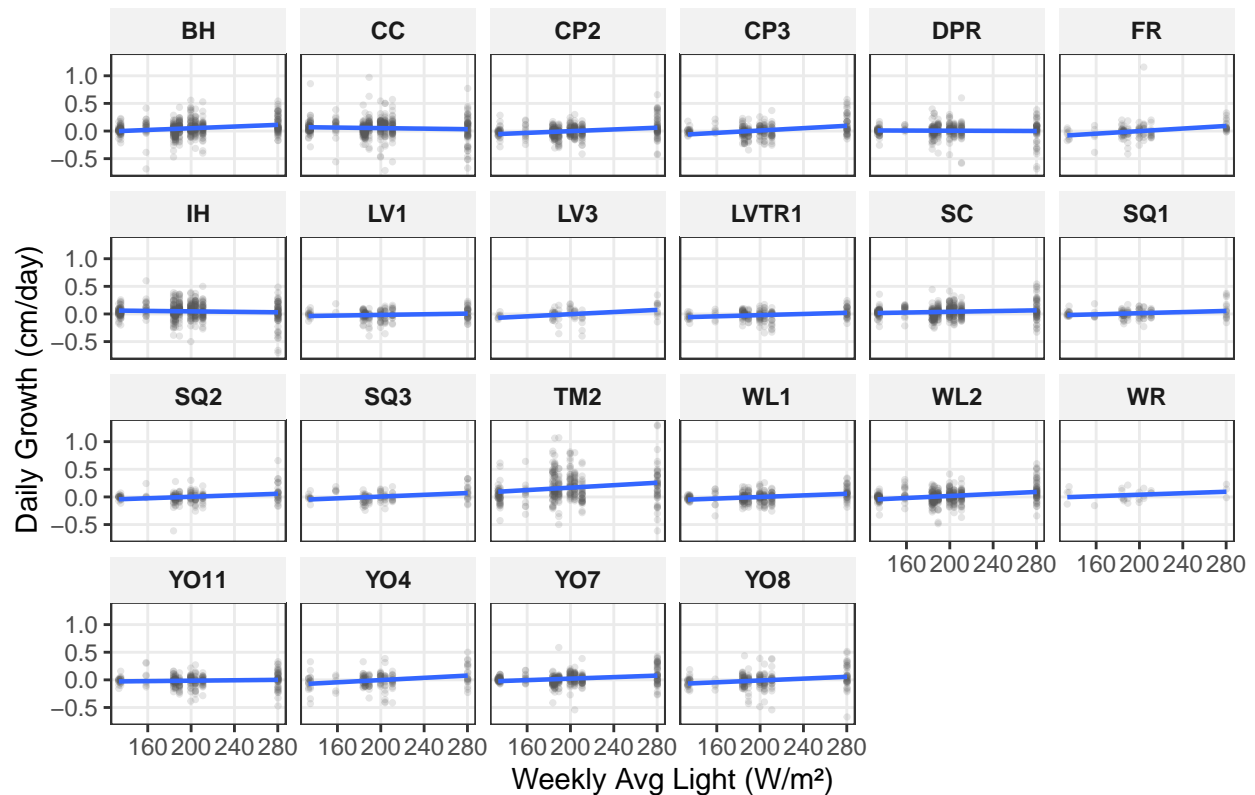 BH CC CP2 CP3 DPR FR
1.0
0.5
0.0
−0.5
IH LV1 LV3 LVTR1 SC SQ1
1.0
0.5
0.0
−0.5
SQ2 SQ3 TM2 WL1 WL2 WR
1.0
0.5
0.0
−0.5
160 200 240 280 160 200 240 280
YO11 YO4 YO7 YO8
1.0
0.5
0.0
−0.5
160 200 240 280 160 200 240 280 160 200 240 280 160 200 240 280
Weekly Avg Light (W/m²)
Daily Growth (cm/day)